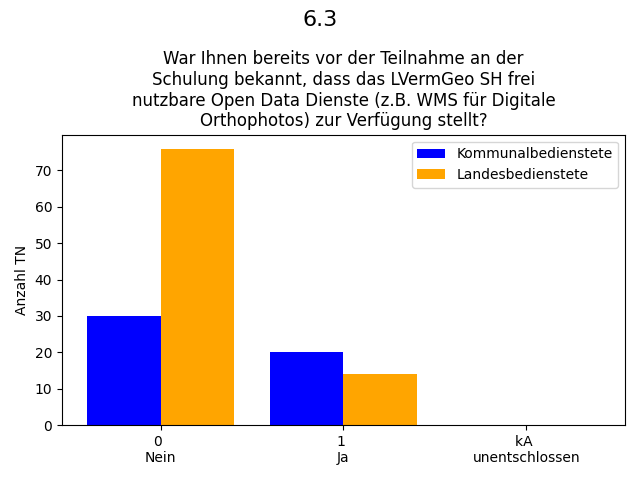 6.3
War Ihnen bereits vor der Teilnahme an der
Schulung bekannt, dass das LVermGeo SH frei
nutzbare Open Data Dienste (z.B. WMS für Digitale
Orthophotos) zur Verfügung stellt?
Kommunalbedienstete
Landesbedienstete
Anzahl TN
70
60
50
40
30
20
10
0
0
Nein
1
Ja
kA
unentschlossen